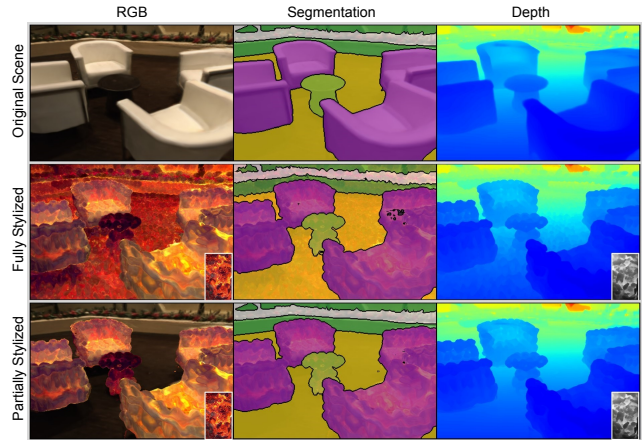 RGB Segmentation Depth
Original Scene
Fully Stylized
Partially Stylized